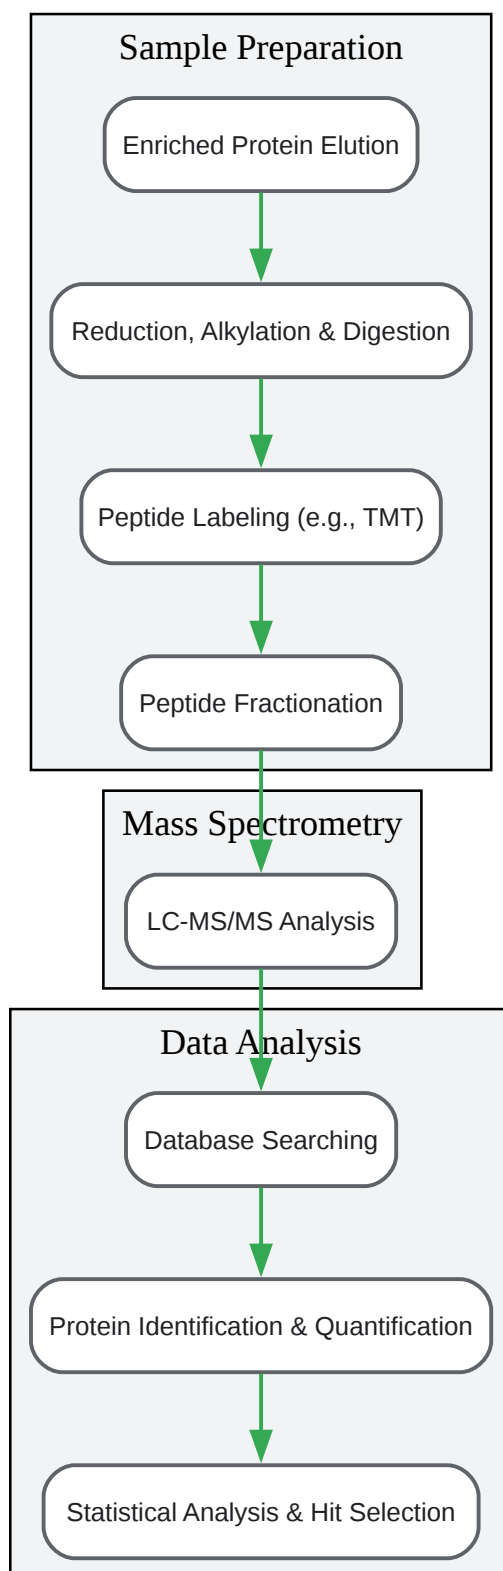 Sample Preparation
Enriched Protein Elution
Reduction, Alkylation & Digestion
Peptide Labeling (e.g., TMT)
Peptide Fractionation
Mass Spectrometry
LC-MS/MS Analysis
Data Analysis
Database Searching
Protein Identification & Quantification
Statistical Analysis & Hit Selection